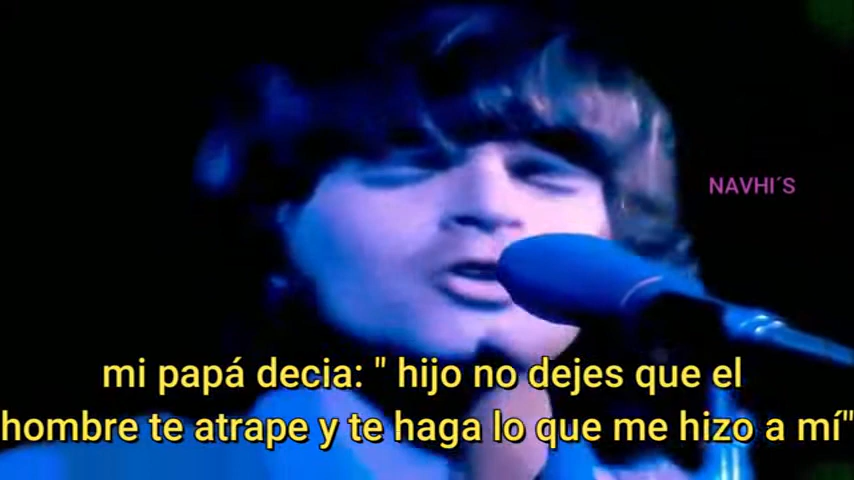 NAVHI´S
mi papá decia: " hijo no dejes que el
hombre te atrape y te haga lo que me hizo a mí"